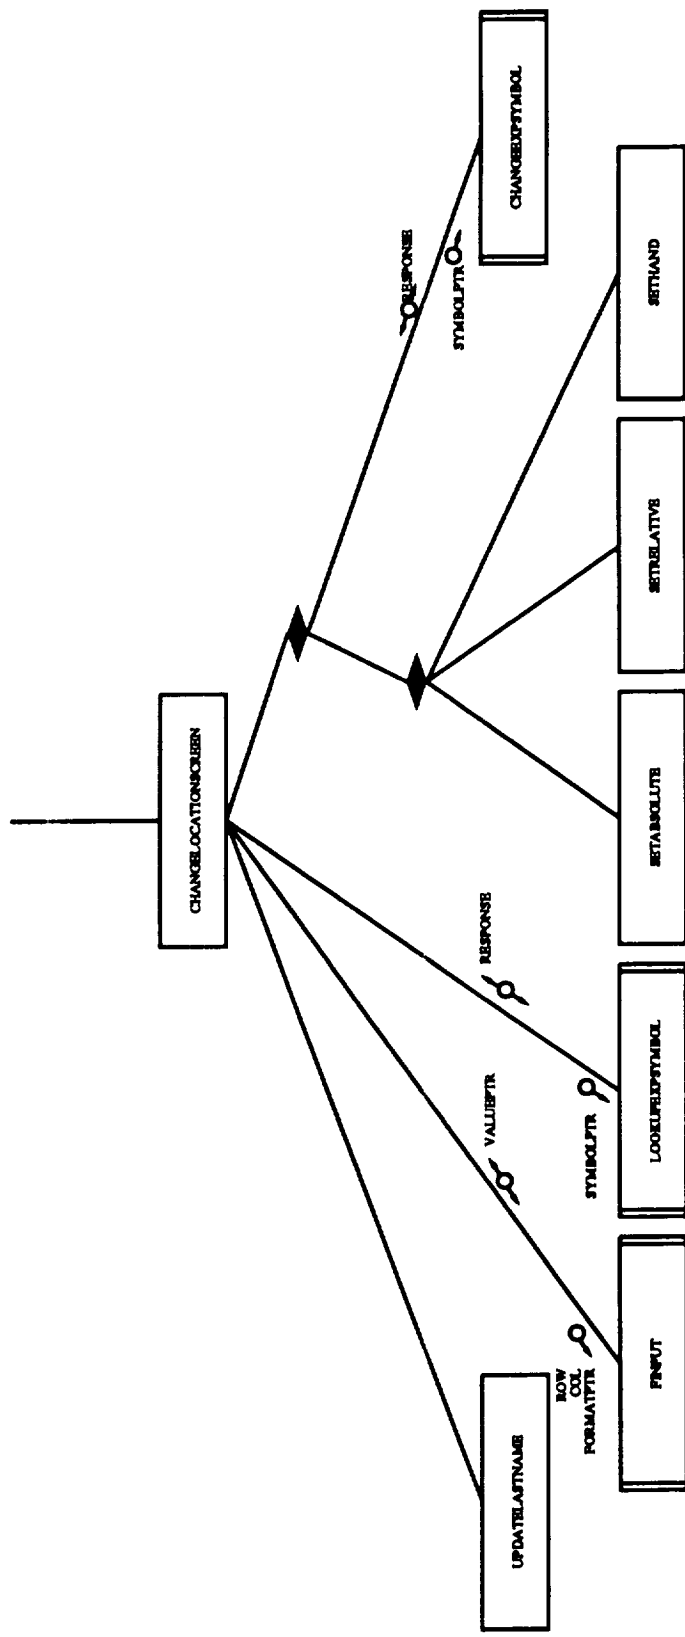 CHANGELOCATIONSCREEN
RESPONSE
SYMBOLPTR
CHANGEEXPSYMBOL
RESPONSE
VALUEPTR
SYMBOLPTR
ROW
COL
FORMATPTR
UPDATELASTNAME
FINPUT
LOOKUPEXPSYMBOL
SETABSOLUTE
SETRELATIVE
SETHAND